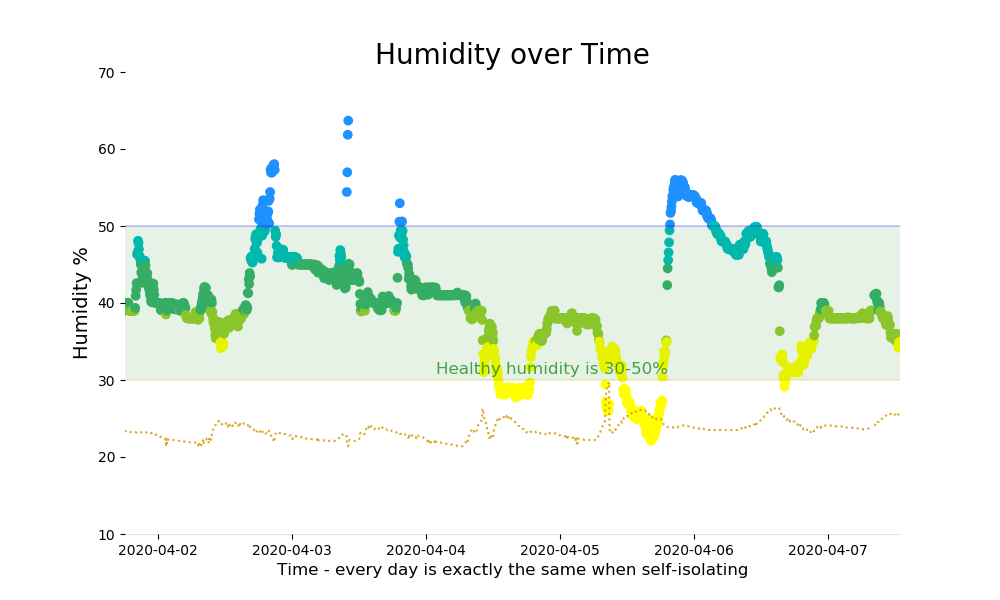 Humidity over Time
70
60
50
40
30
20
10
Humidity %
Healthy humidity is 30-50%
2020-04-02 2020-04-03 2020-04-04 2020-04-05 2020-04-06 2020-04-07
Time - every day is exactly the same when self-isolating